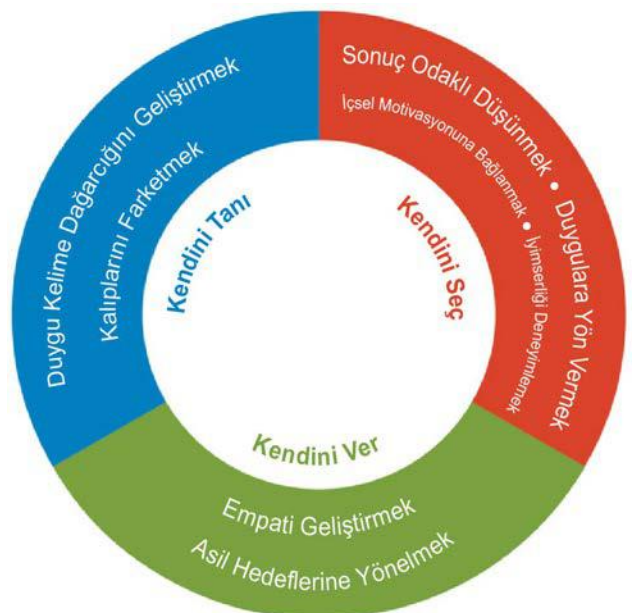 Duygu Kelime Dağarcığını Geliştirmek
Kalıplarını Farketmek
Kendini Tanı
Sonuç Odaklı Düşünmek • Duygulara Yön Vermek
İçsel Motivasyonuna Bağlanmak • İyimserliği Deneyimlemek
Kendini Seç
Kendini Ver
Empati Geliştirmek
Asil Hedeflerine Yönelmek